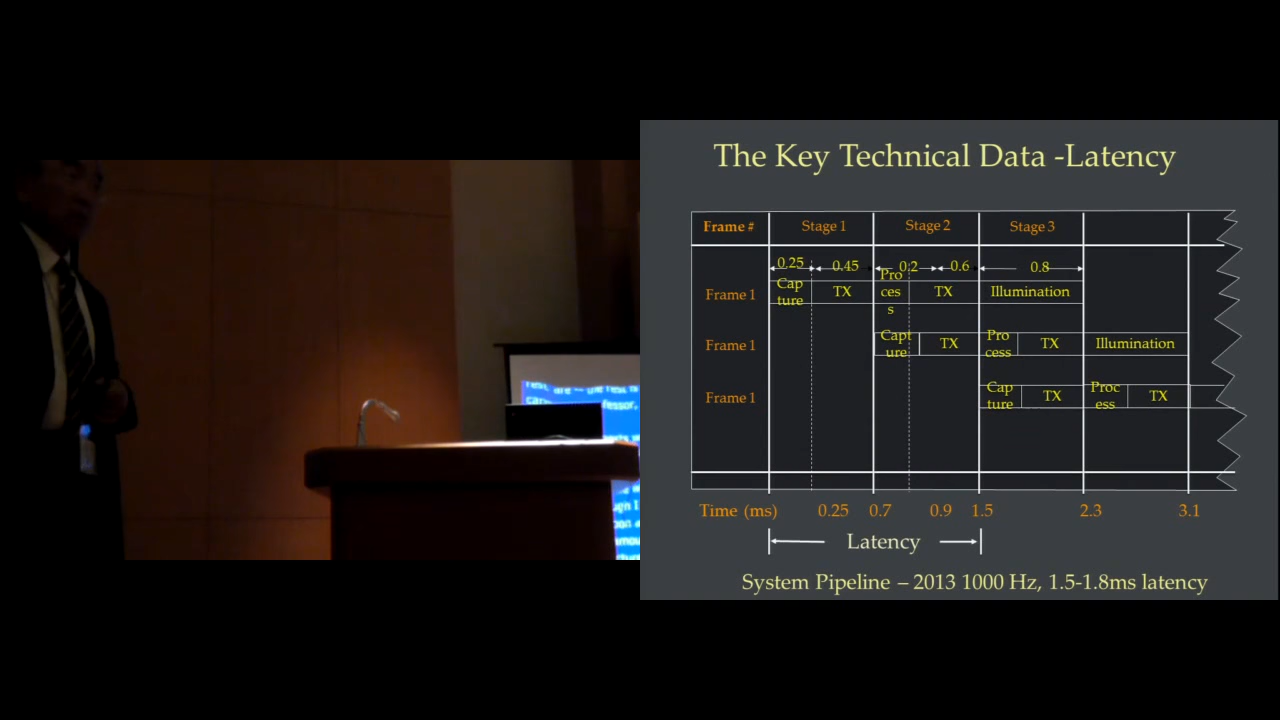 The Key Technical Data -Latency
Frame # Stage 1 Stage 2 Stage 3
0.25 0.45 0.2 0.6 0.8
Frame 1 Cap ture TX Pro ces s TX Illumination
Frame 1 Capt ure TX Pro cess TX Illumination
Frame 1 Cap ture TX Proc ess TX
Time (ms) 0.25 0.7 0.9 1.5 2.3 3.1
Latency
System Pipeline – 2013 1000 Hz, 1.5-1.8ms latency
fessor,